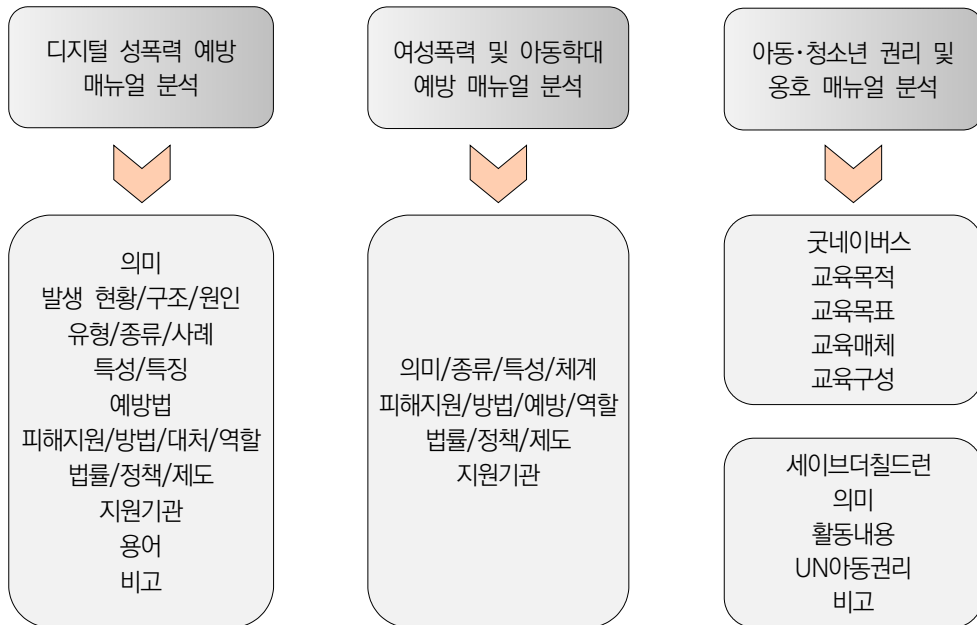 디지털 성폭력 예방
매뉴얼 분석
의미
발생 현황/구조/원인
유형/종류/사례
특성/특징
예방법
피해지원/방법/대처/역할
법률/정책/제도
지원기관
용어
비고
여성폭력 및 아동학대
예방 매뉴얼 분석
의미/종류/특성/체계
피해지원/방법/예방/역할
법률/정책/제도
지원기관
아동·청소년 권리 및
옹호 매뉴얼 분석
굿네이버스
교육목적
교육목표
교육매체
교육구성
세이브더칠드런
의미
활동내용
UN아동권리
비고